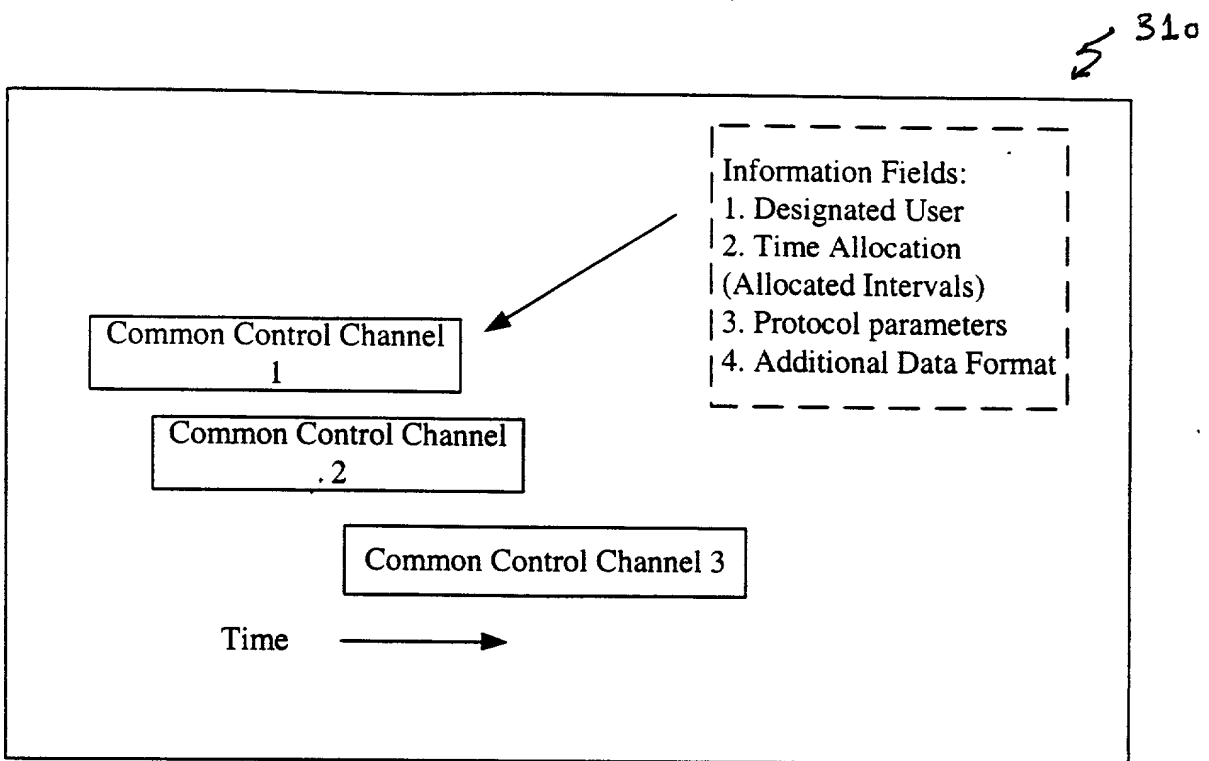 310
Information Fields:
1. Designated User
2. Time Allocation
(Allocated Intervals)
3. Protocol parameters
4. Additional Data Format
Common Control Channel
1
Common Control Channel
2
Common Control Channel 3
Time